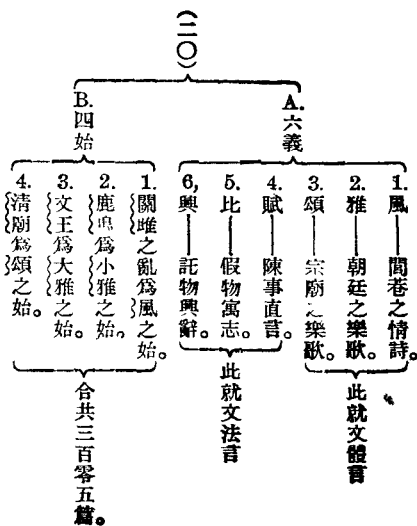 (二〇)
A.六義
1.風——閭巷之情詩。
2.雅——朝廷之樂歌。
3.頌——宗廟之樂歌。
此就文體言
4.賦——陳事直言。
5.比——假物寓志。
6,興——託物興辭。
此就文法言
B.四始
1.關雎之亂爲風之始。
2.鹿鳴爲小雅之始。
3.文王爲大雅之始。
4.清廟爲頌之始。
合共三百零五篇。